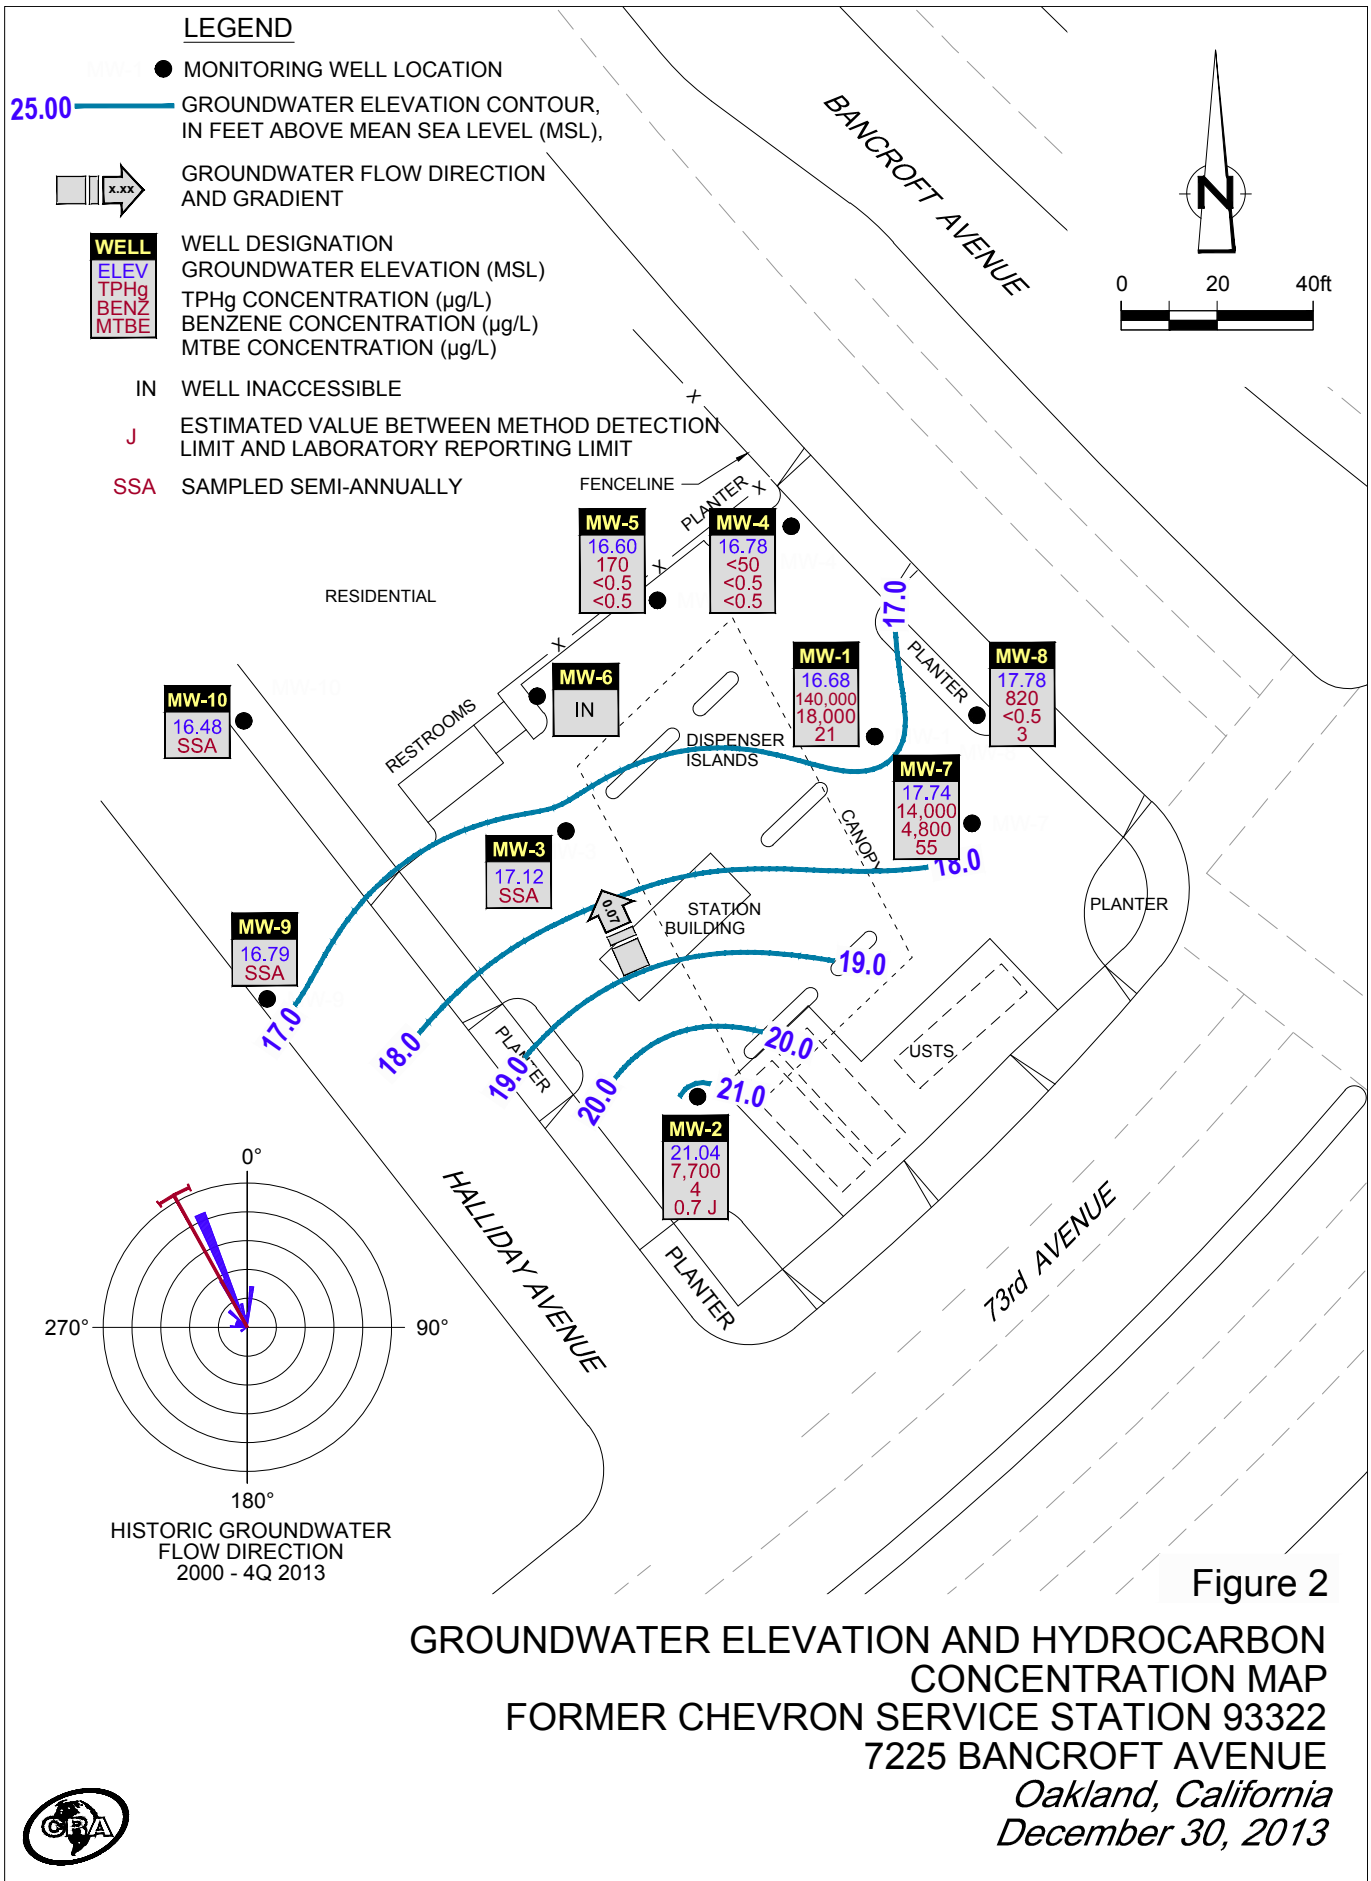 LEGEND
MONITORING WELL LOCATION
25.00
GROUNDWATER ELEVATION CONTOUR,
IN FEET ABOVE MEAN SEA LEVEL (MSL),
x.xx
GROUNDWATER FLOW DIRECTION
AND GRADIENT
WELL
ELEV
TPHg
BENZ
MTBE
WELL DESIGNATION
GROUNDWATER ELEVATION (MSL)
TPHg CONCENTRATION (µg/L)
BENZENE CONCENTRATION (µg/L)
MTBE CONCENTRATION (µg/L)
IN WELL INACCESSIBLE
J ESTIMATED VALUE BETWEEN METHOD DETECTION
LIMIT AND LABORATORY REPORTING LIMIT
SSA SAMPLED SEMI-ANNUALLY
BANCROFT AVENUE
N
0 20 40ft
X
FENCELINE
PLANTER
X
X
X
MW-5
16.60
170
<0.5
<0.5
MW-4
16.78
<50
<0.5
<0.5
RESIDENTIAL
17.0
PLANTER
MW-1
16.68
140,000
18,000
21
MW-8
17.78
820
<0.5
3
MW-6
IN
MW-10
16.48
SSA
RESTROOMS
DISPENSER
ISLANDS
MW-7
17.74
14,000
4,800
55
CANOPY
18.0
MW-3
17.12
SSA
PLANTER
STATION
BUILDING
0.07
MW-9
16.79
SSA
17.0
18.0
19.0
PLANTER
19.0
20.0
20.0
21.0
USTS
MW-2
21.04
7,700
4
0.7 J
PLANTER
HALLIDAY AVENUE
73rd AVENUE
0°
270°
90°
180°
HISTORIC GROUNDWATER
FLOW DIRECTION
2000 - 4Q 2013
Figure 2
GROUNDWATER ELEVATION AND HYDROCARBON
CONCENTRATION MAP
FORMER CHEVRON SERVICE STATION 93322
7225 BANCROFT AVENUE
Oakland, California
December 30, 2013
CRA